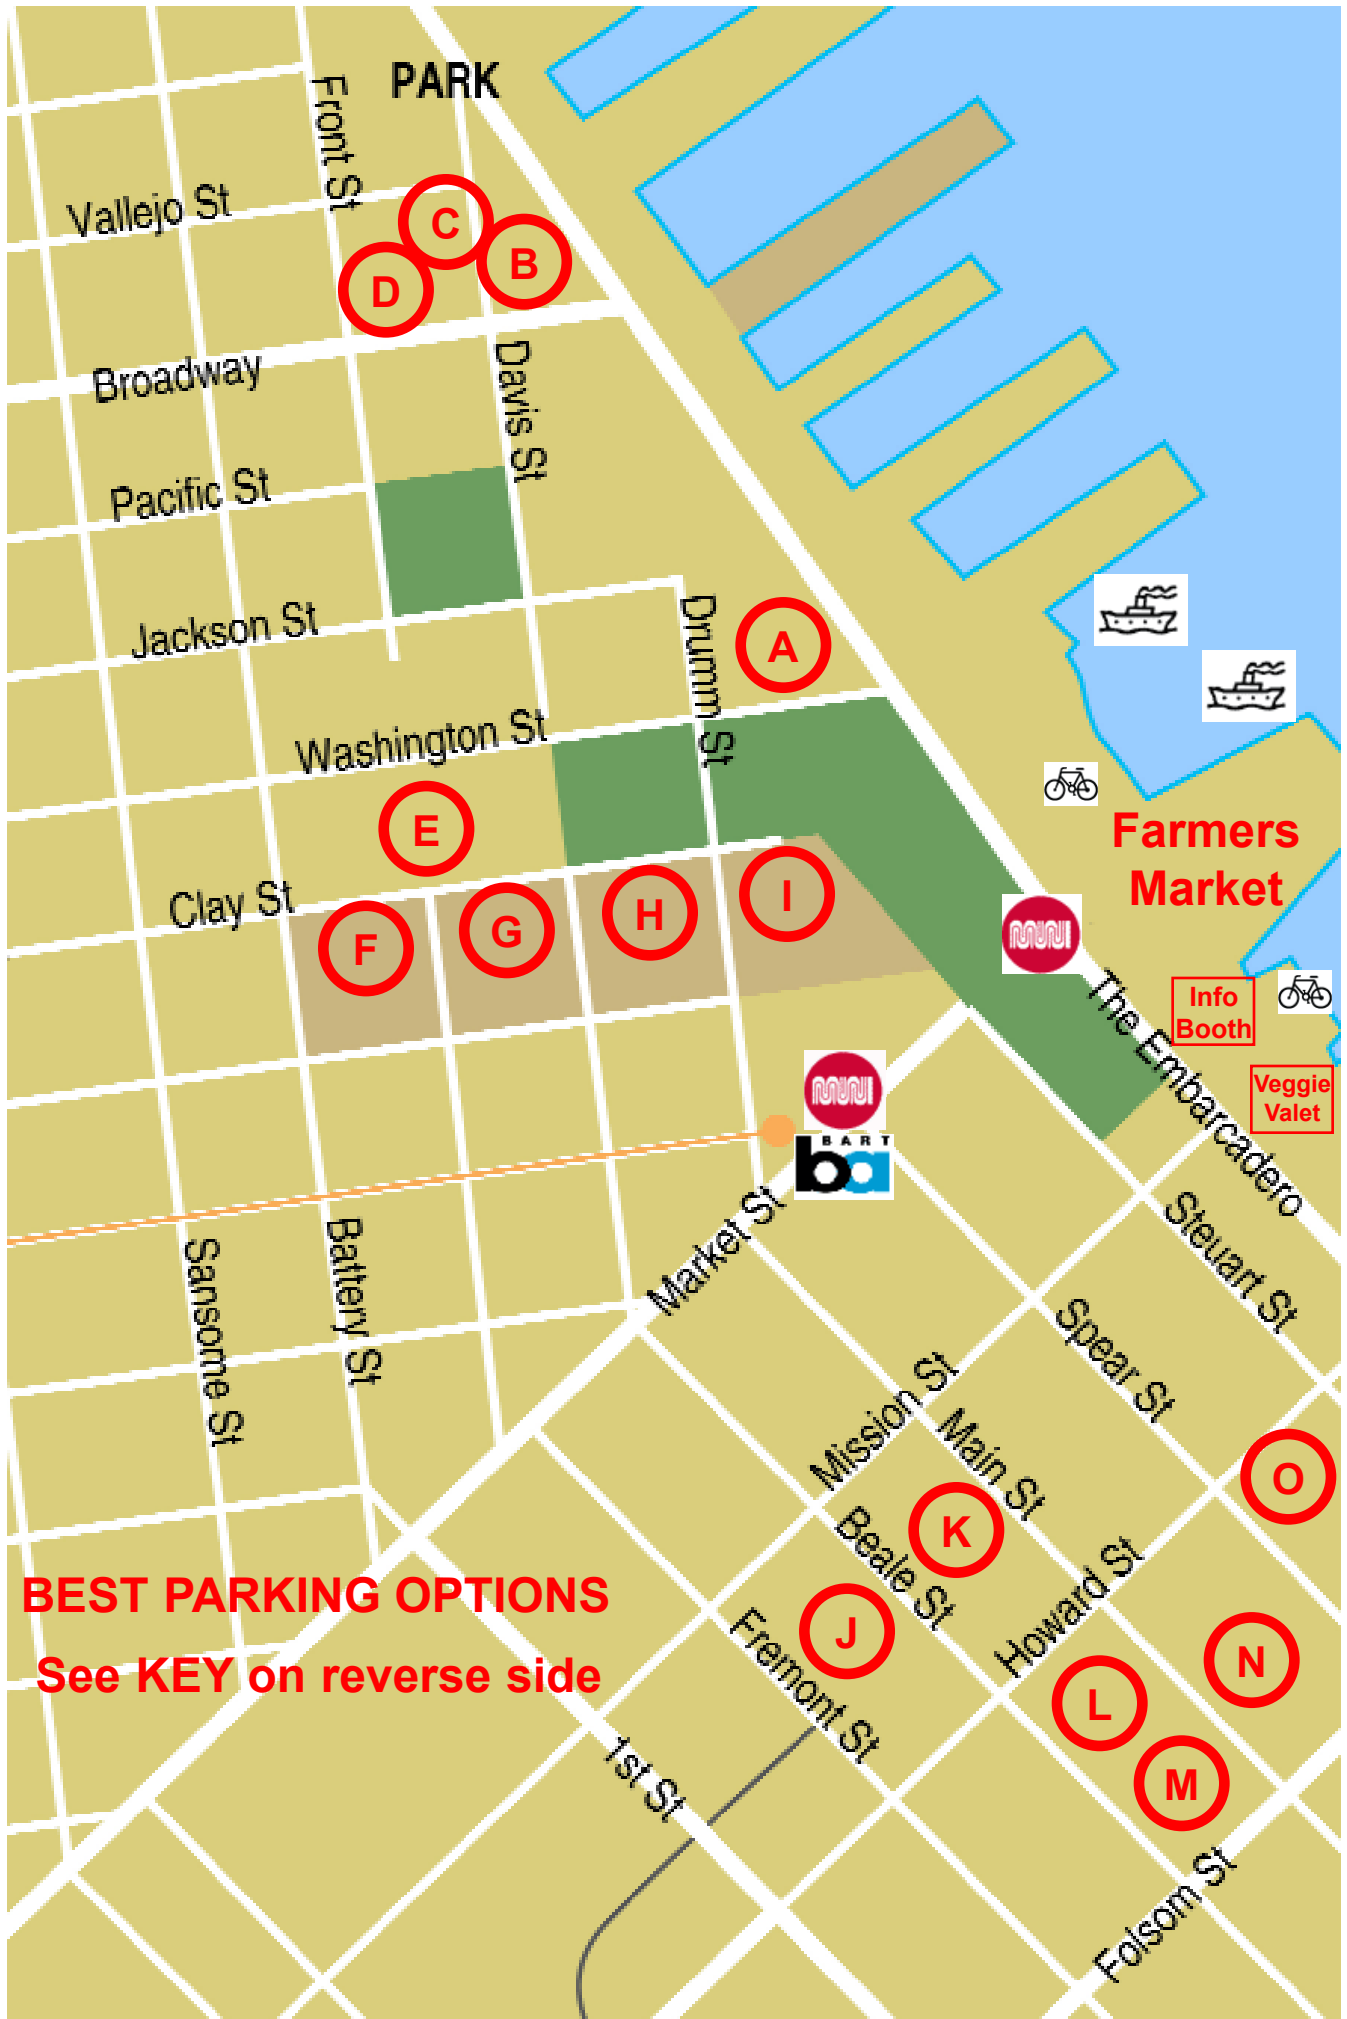 PARK
Front St
Vallejo St
C
B
D
Broadway
Davis St
Pacific St
Jackson St
Drumm St
A
Washington St
E
Farmers
Market
Clay St
F
G
H
I
MUNI
The Embarcadero
Info
Booth
Veggie
Valet
MUNI
BART
ba
Market St
Steuart St
Sansome St
Battery St
Spear St
Mission St
Main St
O
K
Beale St
Howard St
BEST PARKING OPTIONS
See KEY on reverse side
J
Fremont St
N
L
M
1st St
Folsom St